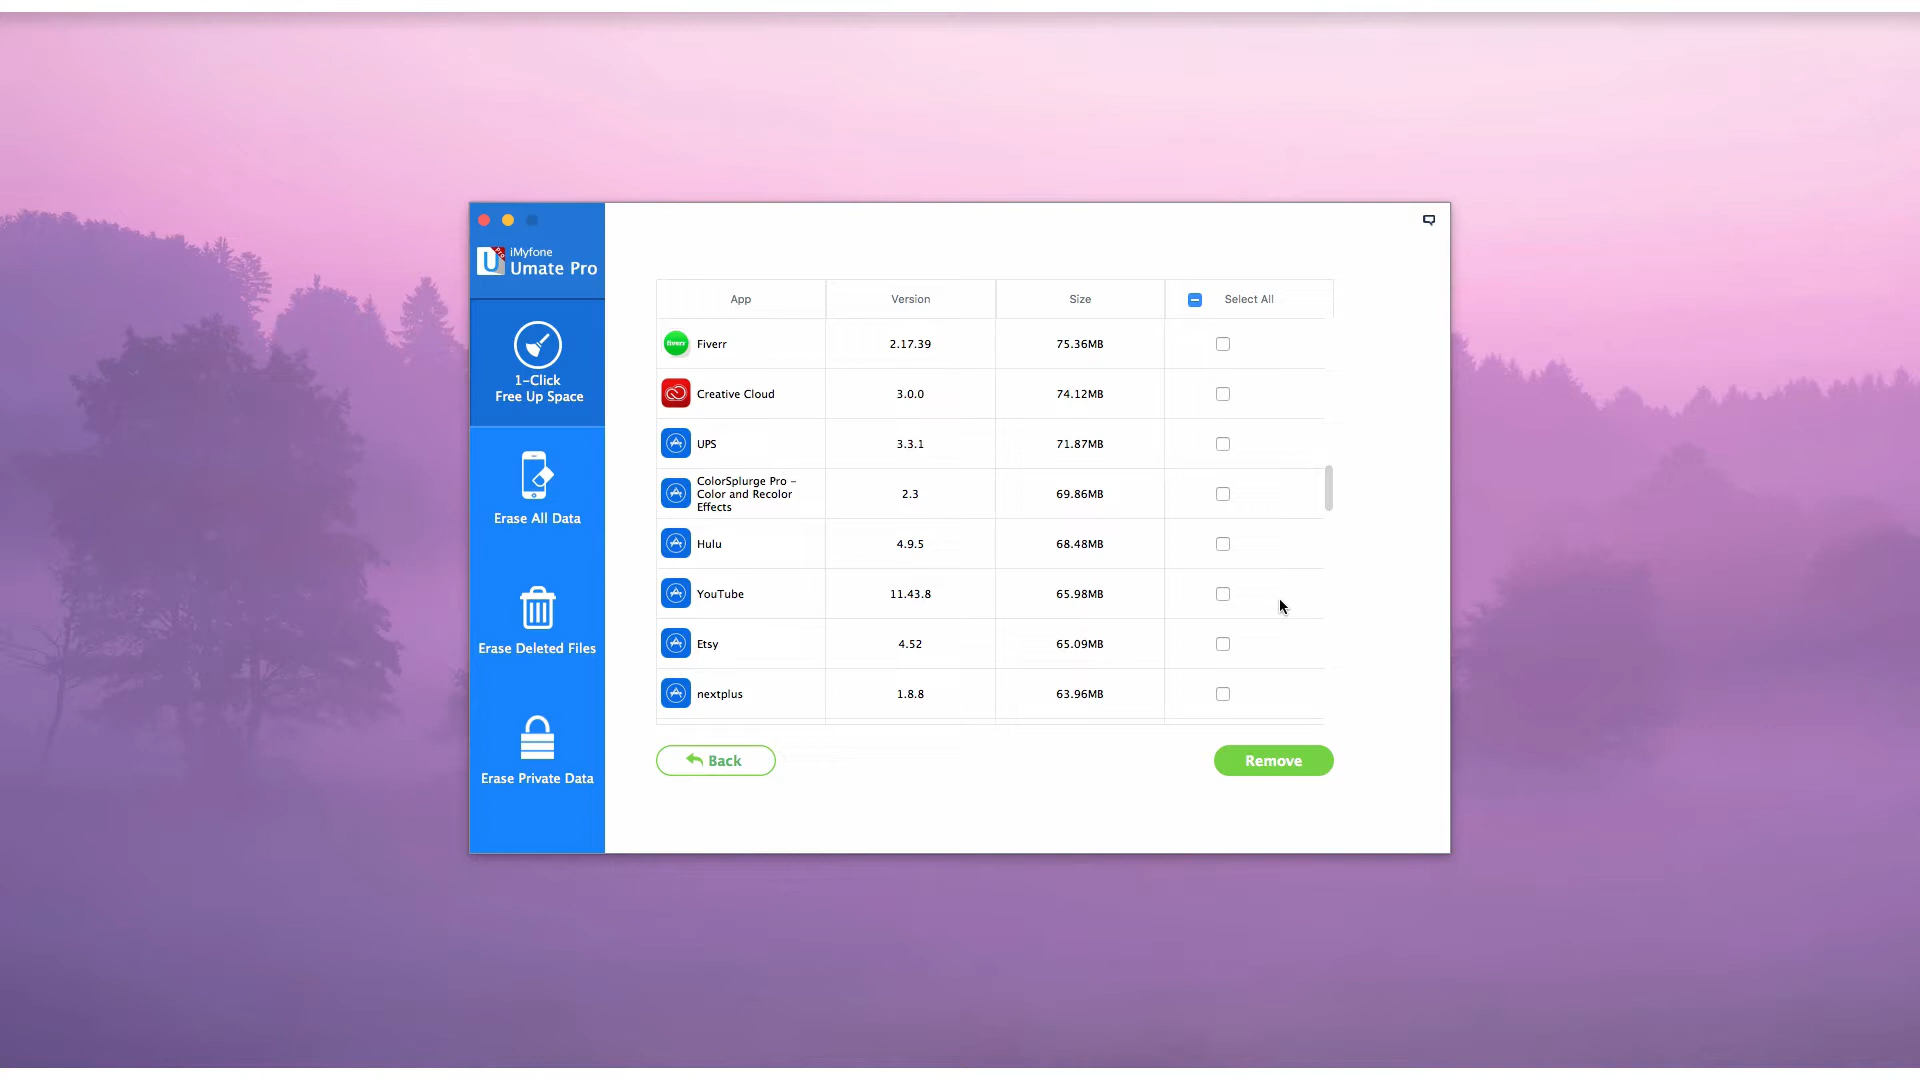 iMyfone
Umate Pro
1-Click
Free Up Space
Erase All Data
Erase Deleted Files
Erase Private Data
App Version Size Select All
fiverr Fiverr 2.17.39 75.36MB
Creative Cloud 3.0.0 74.12MB
UPS 3.3.1 71.87MB
ColorSplurge Pro -
Color and Recolor
Effects
2.3 69.86MB
Hulu 4.9.5 68.48MB
YouTube 11.43.8 65.98MB
Etsy 4.52 65.09MB
nextplus 1.8.8 63.96MB
Back Remove